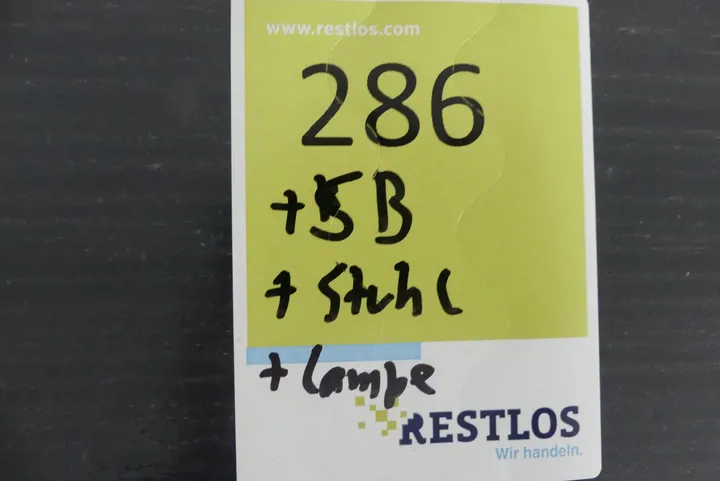 www.restlos.com
286
+5B
+ Stuhl
+ Lampe
RESTLOS
Wir handeln.